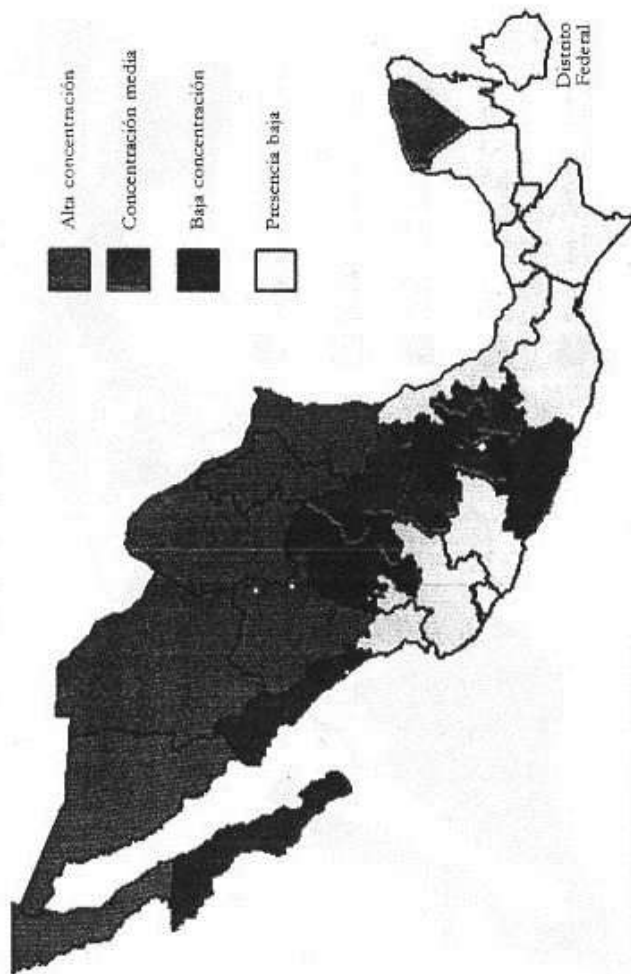 Alta concentración
Concentración media
Baja concentración
Presencia baja
Distrito
Federal